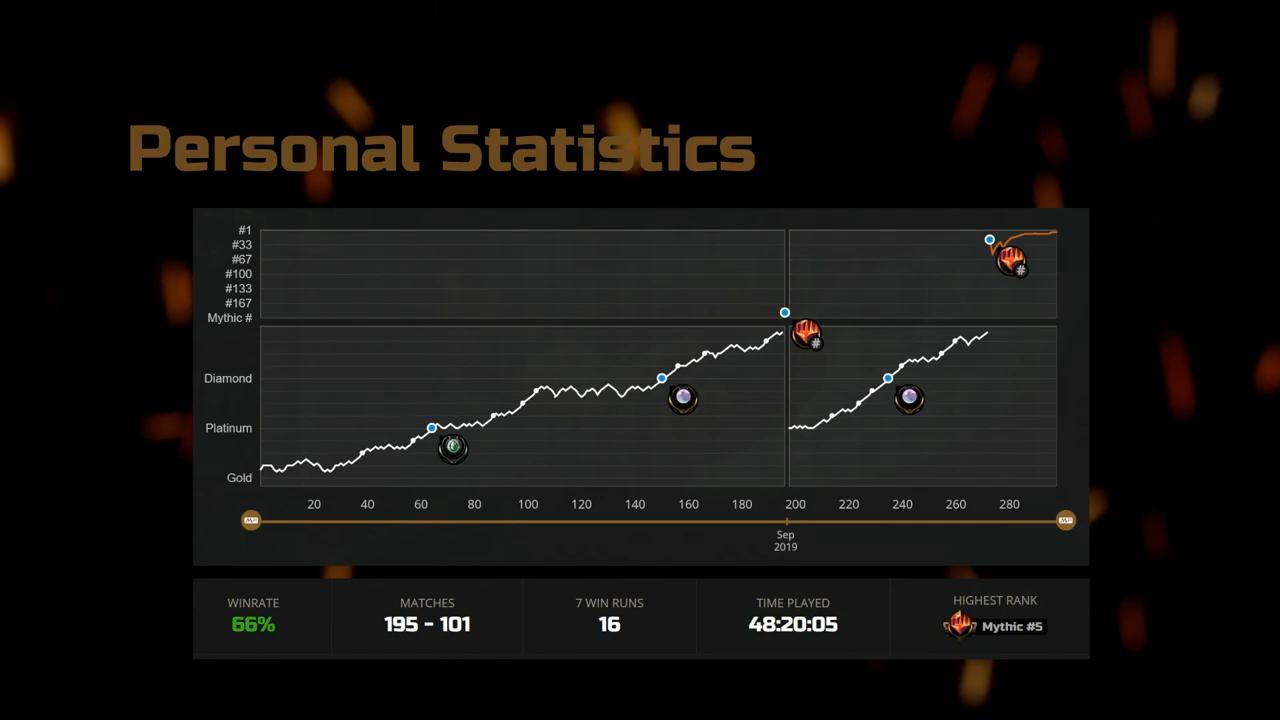 Personal Statistics
#1
#33
#67
#100
#133
#167
Mythic #
Diamond
Platinum
Gold
20 40 60 80 100 120 140 160 180 200 220 240 260 280
Sep
2019
WINRATE MATCHES 7 WIN RUNS TIME PLAYED HIGHEST RANK
66% 195 - 101 16 48:20:05 Mythic #5